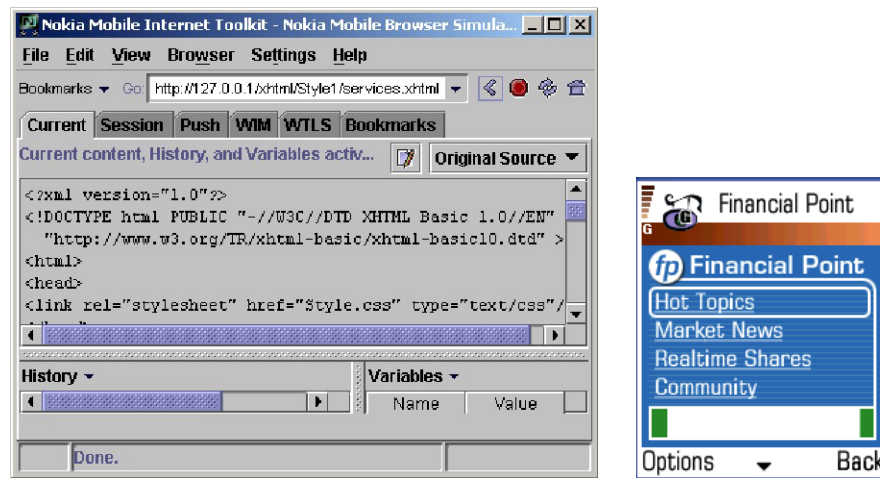 Nokia Mobile Internet Toolkit - Nokia Mobile Browser Simula...
File Edit View Browser Settings Help
Bookmarks Go: http://127.0.0.1/xhtml/Style1/services.xhtml
Current Session Push WIM WTLS Bookmarks
Current content, History, and Variables activ... Original Source
<?xml version="1.0"?>
<!DOCTYPE html PUBLIC "-//W3C//DTD XHTML Basic 1.0//EN"
"http://www.w3.org/TR/xhtml-basic/xhtml-basic10.dtd" >
<html>
<head>
<link rel="stylesheet" href="Style.css" type="text/css"/
History Variables
Name Value
Done.
G G Financial Point
fp Financial Point
Hot Topics
Market News
Realtime Shares
Community
Options Back